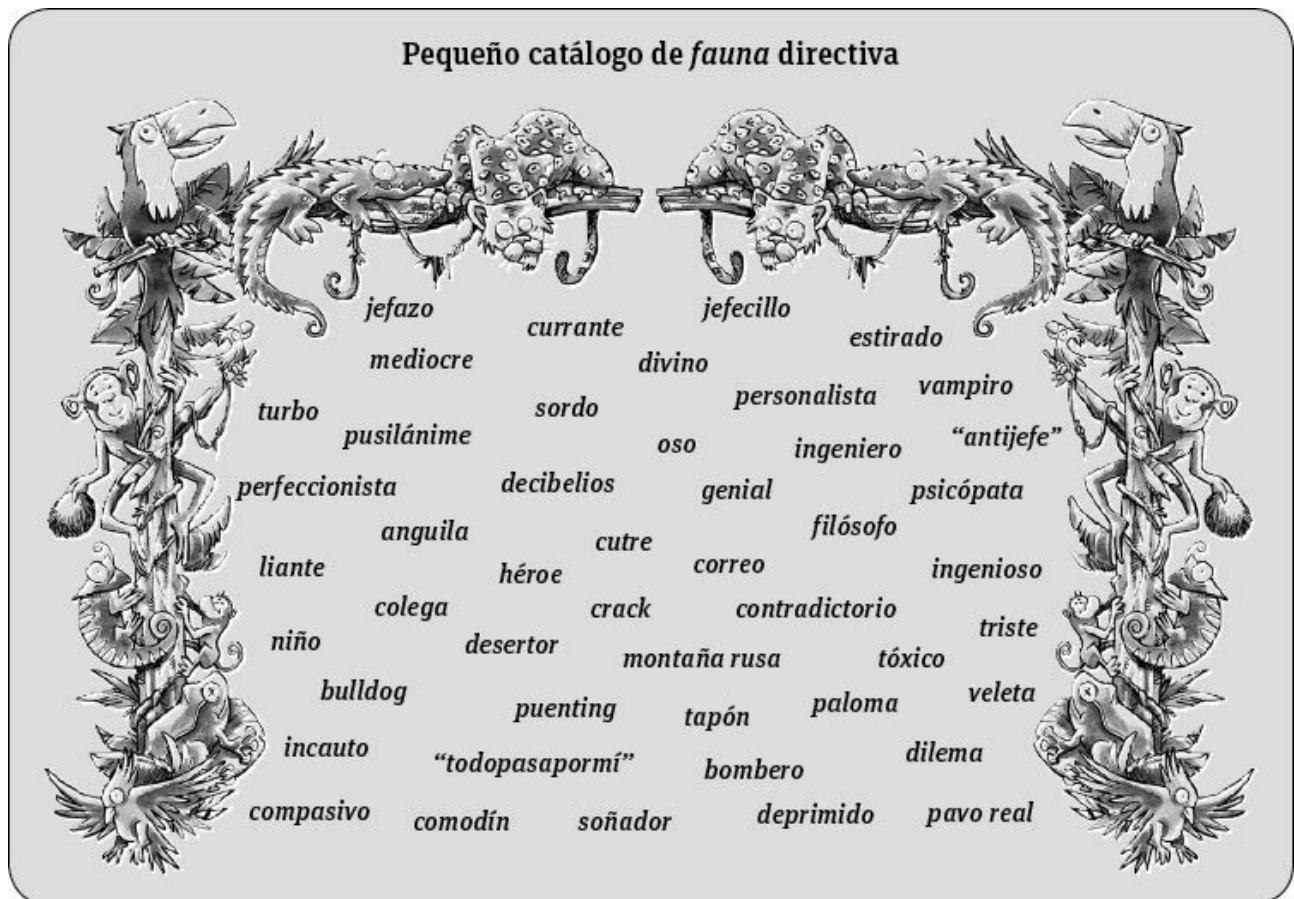 Pequeño catálogo de fauna directiva
jefazo
jefecillo
currante
estirado
mediocre
divino
vampiro
personalista
turbo
sordo
pusilánime
"antijefe"
oso
ingeniero
perfeccionista
decibelios
genial
psicópata
anguila
filósofo
cutre
liante
héroe
correo
ingenioso
colega
crack
contradictorio
triste
niño
desertor
montaña rusa
tóxico
bulldog
veleta
puenting
tapón
paloma
incauto
"todopasapormí"
bombero
dilema
compasivo
comodín
soñador
deprimido
pavo real